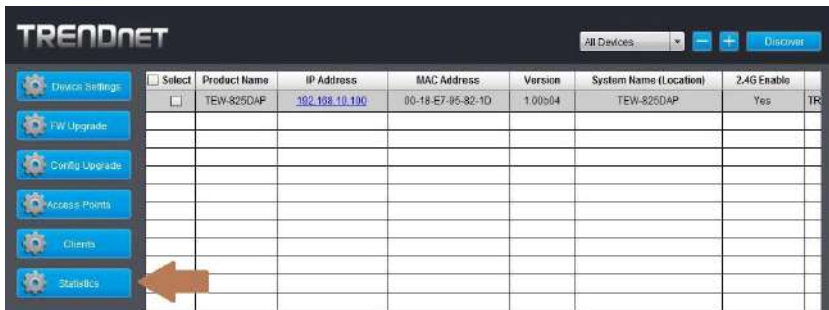 TRENDnET
All Devices
Discover
Device Settings
FW Upgrade
Config Upgrade
Access Points
Clients
Statistics
Select Product Name IP Address MAC Address Version System Name (Location) 2.4G Enable
TEW-825DAP 192.168.10.100 00-18-E7-95-82-1D 1.00b04 TEW-825DAP Yes TR